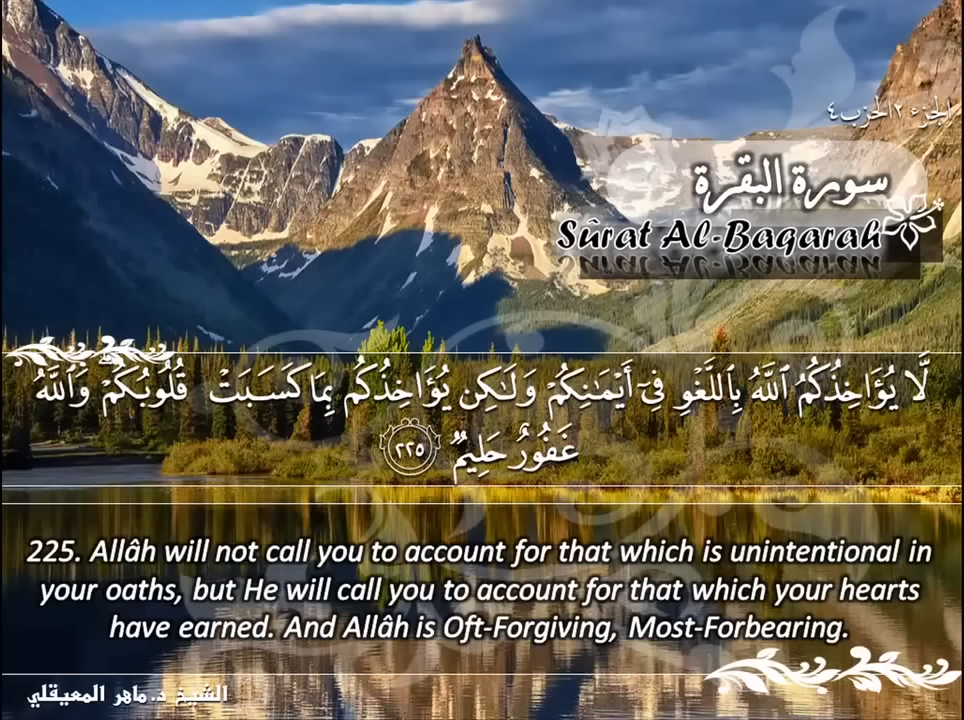 الجزء ٢ الحزب ٤
سورة البقرة
Sûrat Al-Baqarah
لَّا يُؤَاخِذُكُمُ ٱللَّهُ بِٱللَّغْوِ فِىٓ أَيْمَـٰنِكُمْ وَلَـٰكِن يُؤَاخِذُكُم بِمَا كَسَبَتْ قُلُوبُكُمْ وَٱللَّهُ
غَفُورٌ حَلِيمٌ ٢٢٥
225. Allâh will not call you to account for that which is unintentional in
your oaths, but He will call you to account for that which your hearts
have earned. And Allâh is Oft-Forgiving, Most-Forbearing.
الشيخ د. ماهر المعيقلي